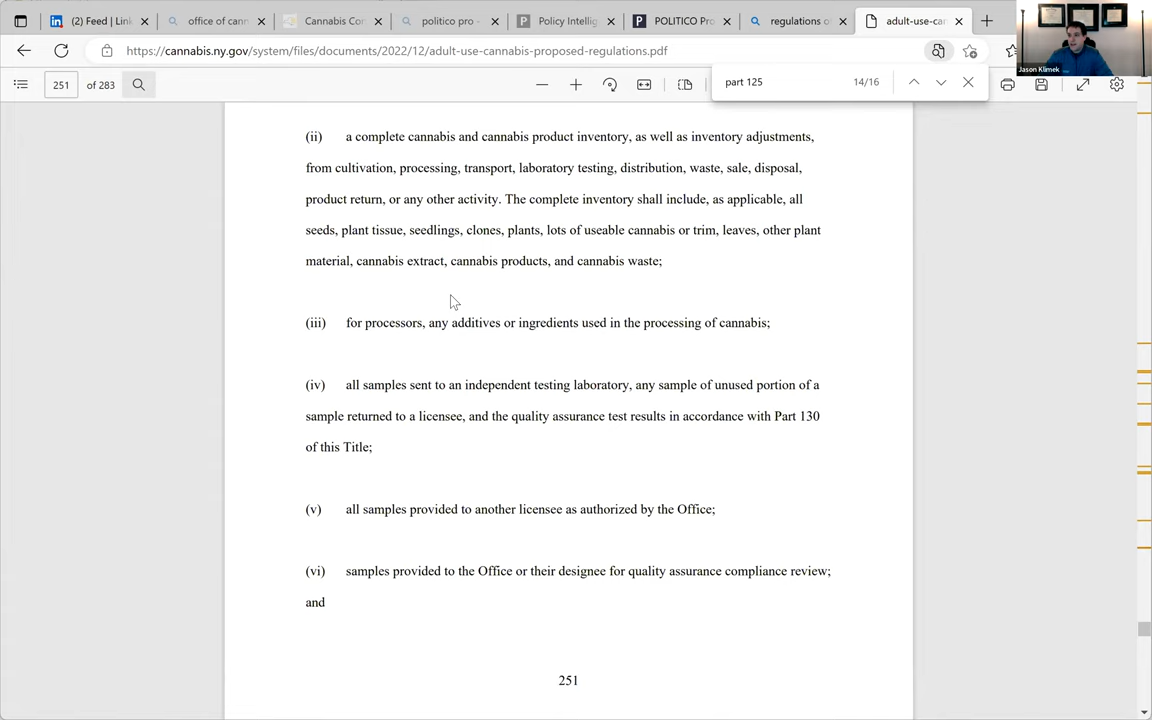 (2) Feed | Link
office of cann
Cannabis Con
politico pro -
Policy Intellig
POLITICO Pro
regulations o
adult-use-can
https://cannabis.ny.gov/system/files/documents/2022/12/adult-use-cannabis-proposed-regulations.pdf
Jason Klimek
251 of 283
part 125 14/16
(ii) a complete cannabis and cannabis product inventory, as well as inventory adjustments,
from cultivation, processing, transport, laboratory testing, distribution, waste, sale, disposal,
product return, or any other activity. The complete inventory shall include, as applicable, all
seeds, plant tissue, seedlings, clones, plants, lots of useable cannabis or trim, leaves, other plant
material, cannabis extract, cannabis products, and cannabis waste;
(iii) for processors, any additives or ingredients used in the processing of cannabis;
(iv) all samples sent to an independent testing laboratory, any sample of unused portion of a
sample returned to a licensee, and the quality assurance test results in accordance with Part 130
of this Title;
(v) all samples provided to another licensee as authorized by the Office;
(vi) samples provided to the Office or their designee for quality assurance compliance review;
and
251